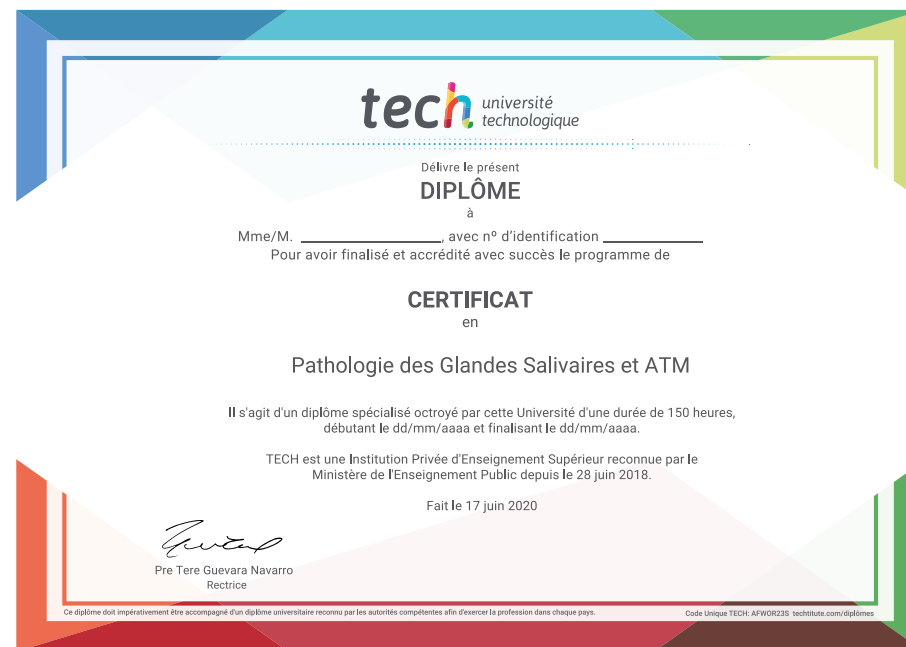 tech université
technologique
Délivre le présent
DIPLÔME
à
Mme/M. ____________________, avec nº d'identification ______________
Pour avoir finalisé et accrédité avec succès le programme de
CERTIFICAT
en
Pathologie des Glandes Salivaires et ATM
Il s'agit d'un diplôme spécialisé octroyé par cette Université d'une durée de 150 heures,
débutant le dd/mm/aaaa et finalisant le dd/mm/aaaa.
TECH est une Institution Privée d'Enseignement Supérieur reconnue par le
Ministère de l'Enseignement Public depuis le 28 juin 2018.
Fait le 17 juin 2020
Pre Tere Guevara Navarro
Rectrice
Ce diplôme doit impérativement être accompagné d'un diplôme universitaire reconnu par les autorités compétentes afin d'exercer la profession dans chaque pays.
Code Unique TECH: AFWOR23S techtitute.com/diplômes